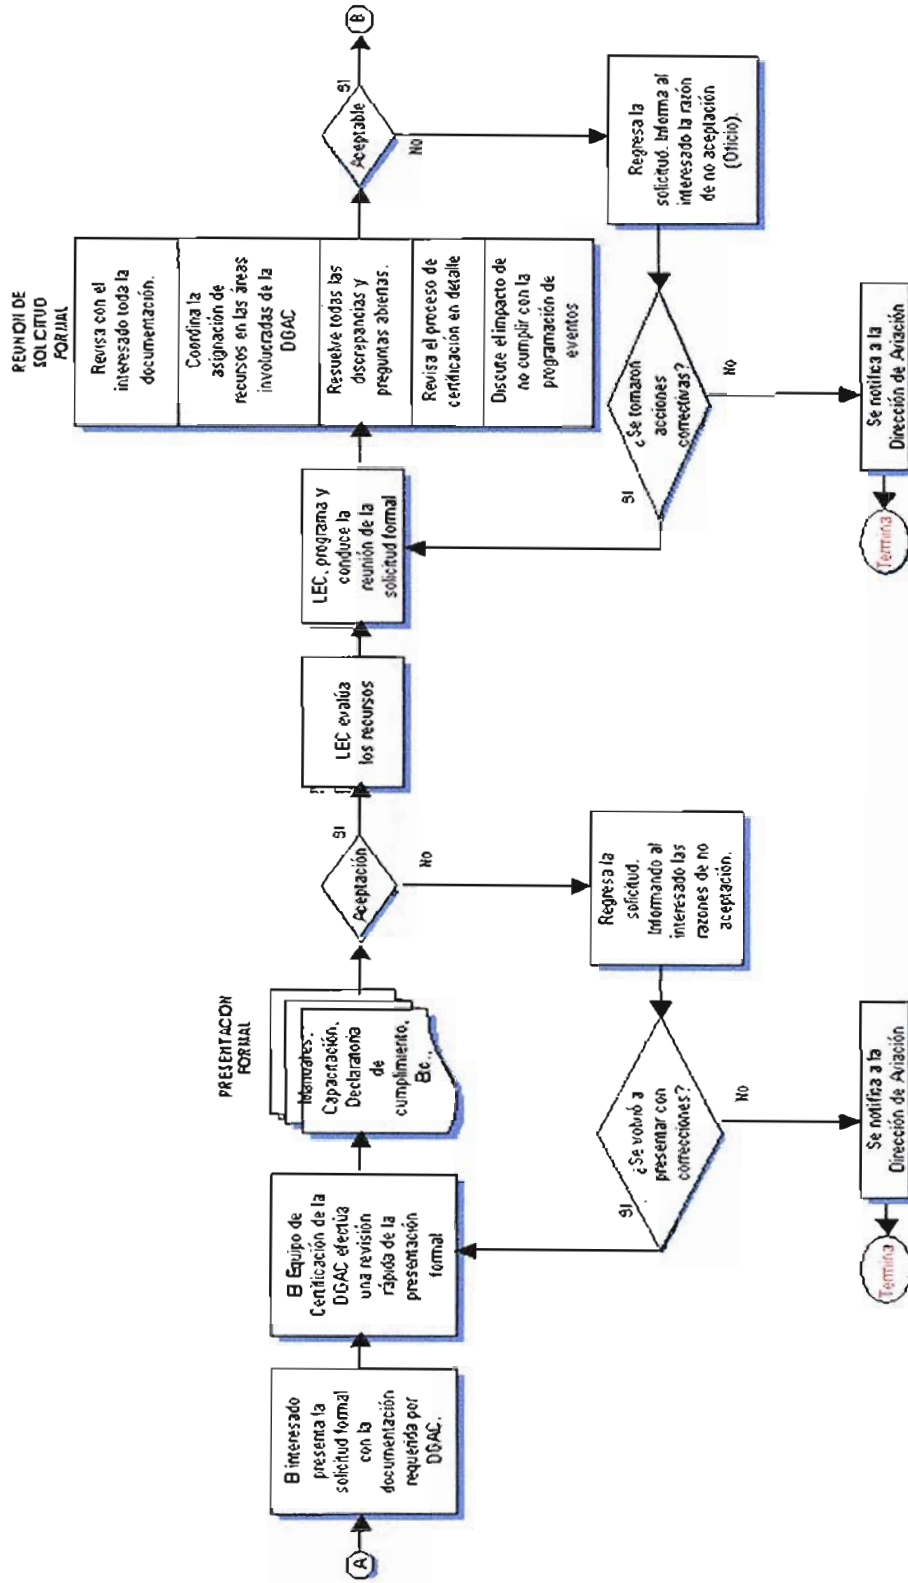 A
El interesado
presenta la
solicitud formal
con la
documentación
requerida por
DGAC.
El Equipo de
Certificación de la
DGAC efectúa
una revisión
rápida de la
presentación
formal
PRESENTACION
FORMAL
Manuales:
Capacitación,
Declaratoria
de
cumplimiento,
Etc.,
Aceptación
SI
No
Regresa la
solicitud.
Informando al
interesado las
razones de no
aceptación.
¿Se volvió a
presentar con
correcciones?
SI
No
Se notifica a la
Dirección de Aviación
Termina
LEC evalúa
los recursos
LEC, programa y
conduce la
reunión de la
solicitud formal
REUNION DE
SOLICITUD
FORMAL
Revisa con el
interesado toda la
documentación.
Coordina la
asignación de
recursos en las áreas
involucradas de la
DGAC
Resuelve todas las
discrepancias y
preguntas abiertas.
Revisa el proceso de
certificación en detalle
Discute el impacto de
no cumplir con la
programación de
eventos
Aceptable
SI
B
No
Regresa la
solicitud. Informa al
interesado la razón
de no aceptación
(Oficio).
¿Se tomaron
acciones
correctivas?
SI
No
Se notifica a la
Dirección de Aviación
Termina